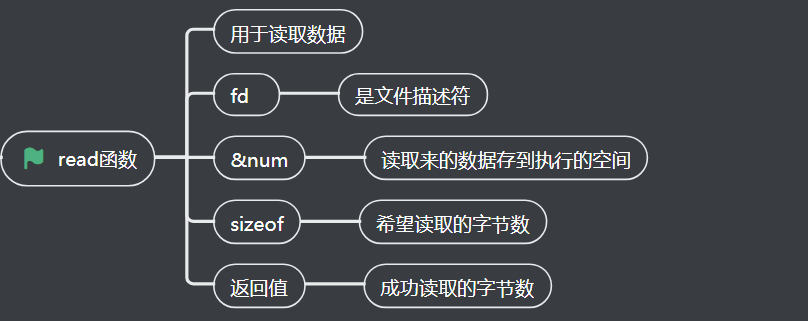 用于读取数据
fd
是文件描述符
read函数
&num
读取来的数据存到执行的空间
sizeof
希望读取的字节数
返回值
成功读取的字节数